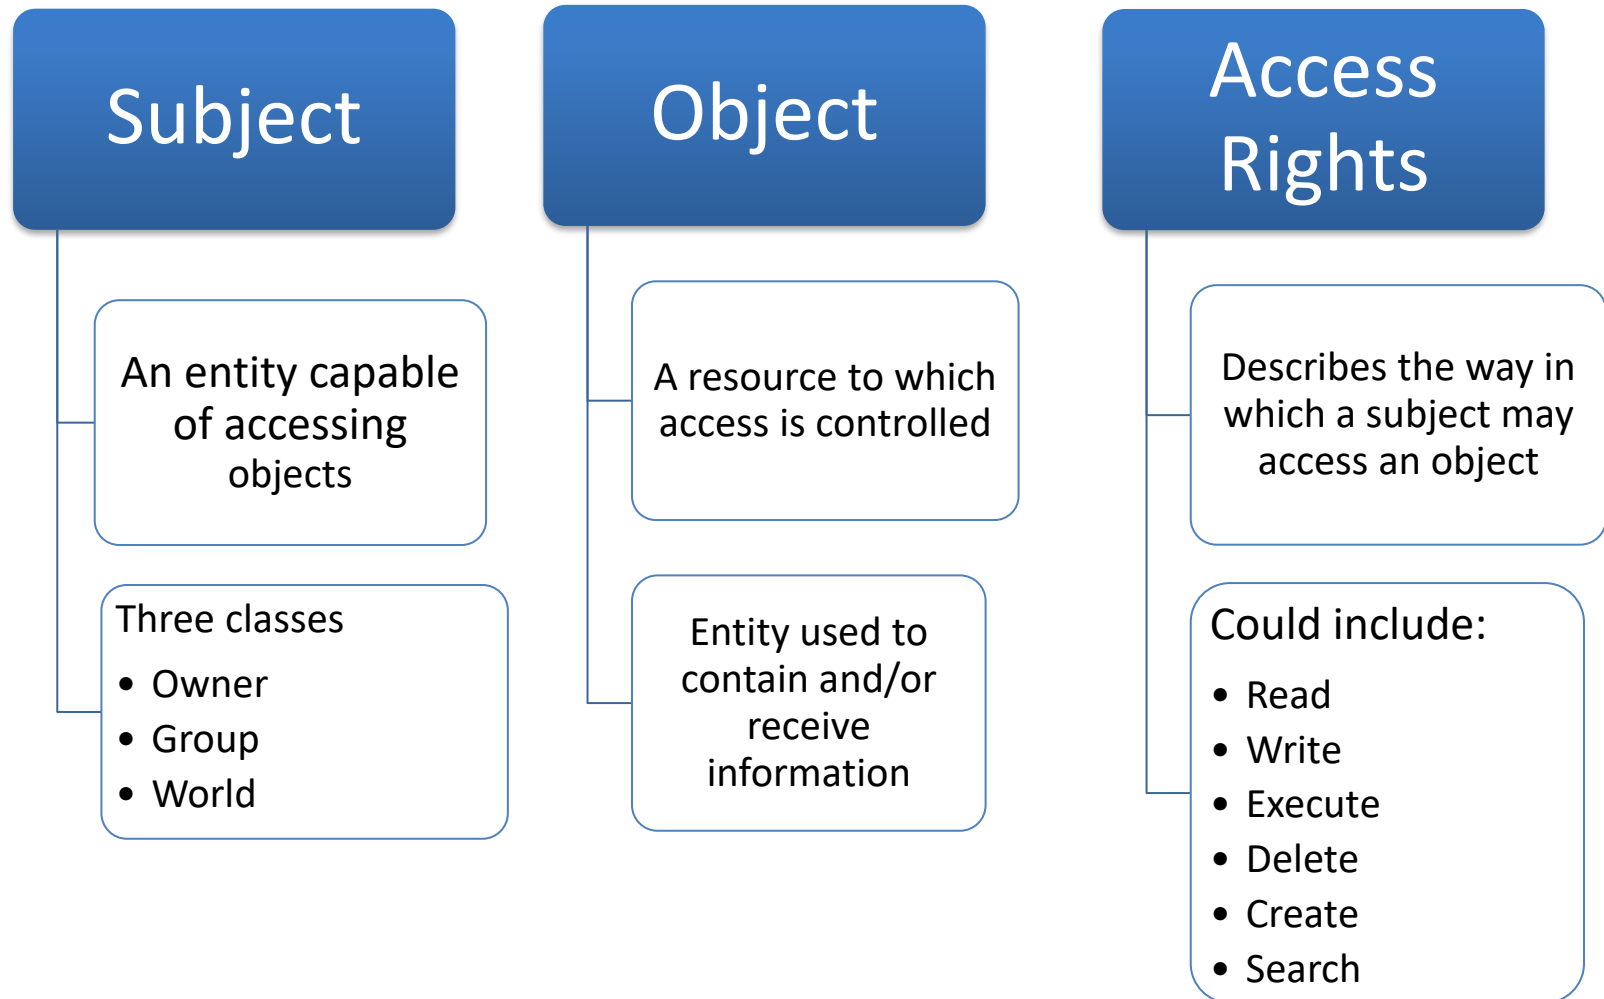 Subject
An entity capable
of accessing
objects
Three classes
• Owner
• Group
• World
Object
A resource to which
access is controlled
Entity used to
contain and/or
receive
information
Access
Rights
Describes the way in
which a subject may
access an object
Could include:
• Read
• Write
• Execute
• Delete
• Create
• Search